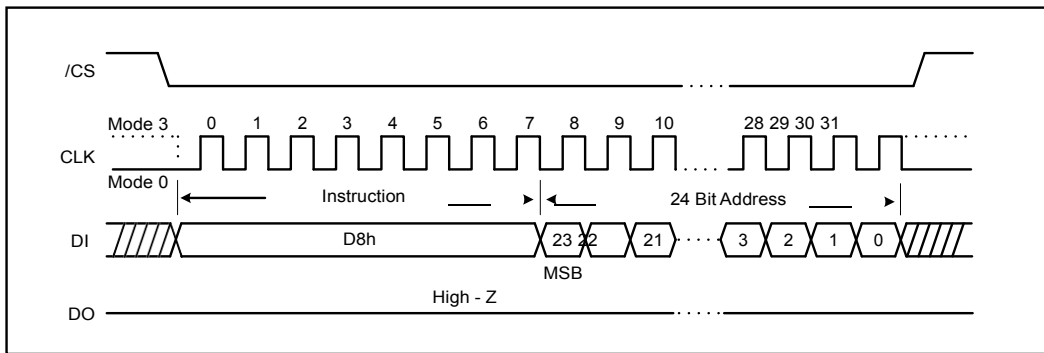 /CS
Mode 3 0 1 2 3 4 5 6 7 8 9 10 28 29 30 31
CLK
Mode 0
Instruction 24 Bit Address
DI D8h 23 22 21 3 2 1 0
MSB
High - Z
DO